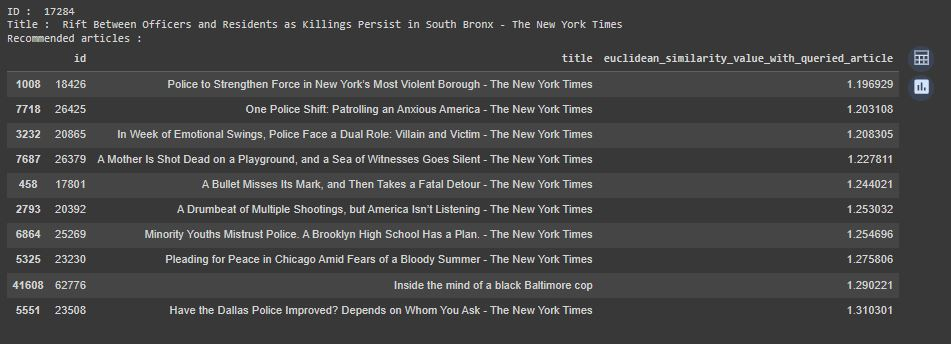 ID :  17284
Title :  Rift Between Officers and Residents as Killings Persist in South Bronx - The New York Times
Recommended articles :
id title euclidean_similarity_value_with_queried_article
1008 18426 Police to Strengthen Force in New York's Most Violent Borough - The New York Times 1.196929
7718 26425 One Police Shift: Patrolling an Anxious America - The New York Times 1.203108
3232 20865 In Week of Emotional Swings, Police Face a Dual Role: Villain and Victim - The New York Times 1.208305
7687 26379 A Mother Is Shot Dead on a Playground, and a Sea of Witnesses Goes Silent - The New York Times 1.227811
458 17801 A Bullet Misses Its Mark, and Then Takes a Fatal Detour - The New York Times 1.244021
2793 20392 A Drumbeat of Multiple Shootings, but America Isn't Listening - The New York Times 1.253032
6864 25269 Minority Youths Mistrust Police. A Brooklyn High School Has a Plan. - The New York Times 1.254696
5325 23230 Pleading for Peace in Chicago Amid Fears of a Bloody Summer - The New York Times 1.275806
41608 62776 Inside the mind of a black Baltimore cop 1.290221
5551 23508 Have the Dallas Police Improved? Depends on Whom You Ask - The New York Times 1.310301